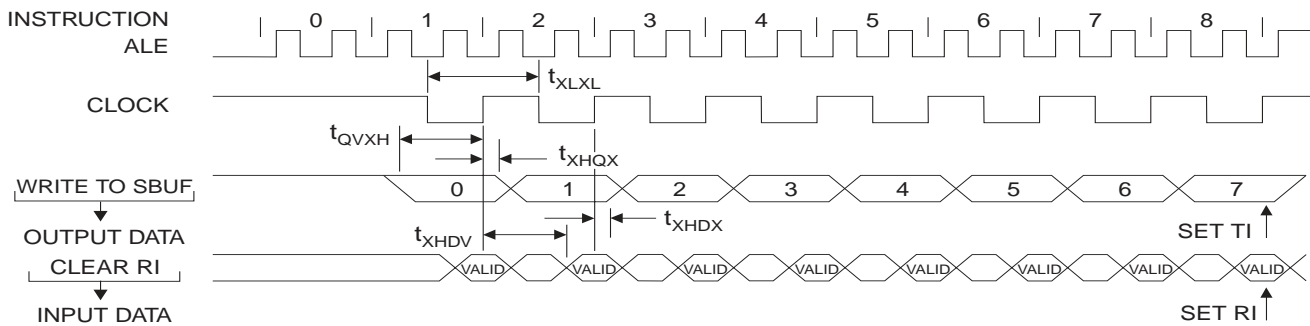 INSTRUCTION 0 1 2 3 4 5 6 7 8
ALE
tXLXL
CLOCK
tQVXH
tXHQX
WRITE TO SBUF 0 1 2 3 4 5 6 7
tXHDX
SET TI
OUTPUT DATA
tXHDV
CLEAR RI VALID VALID VALID VALID VALID VALID VALID VALID
SET RI
INPUT DATA